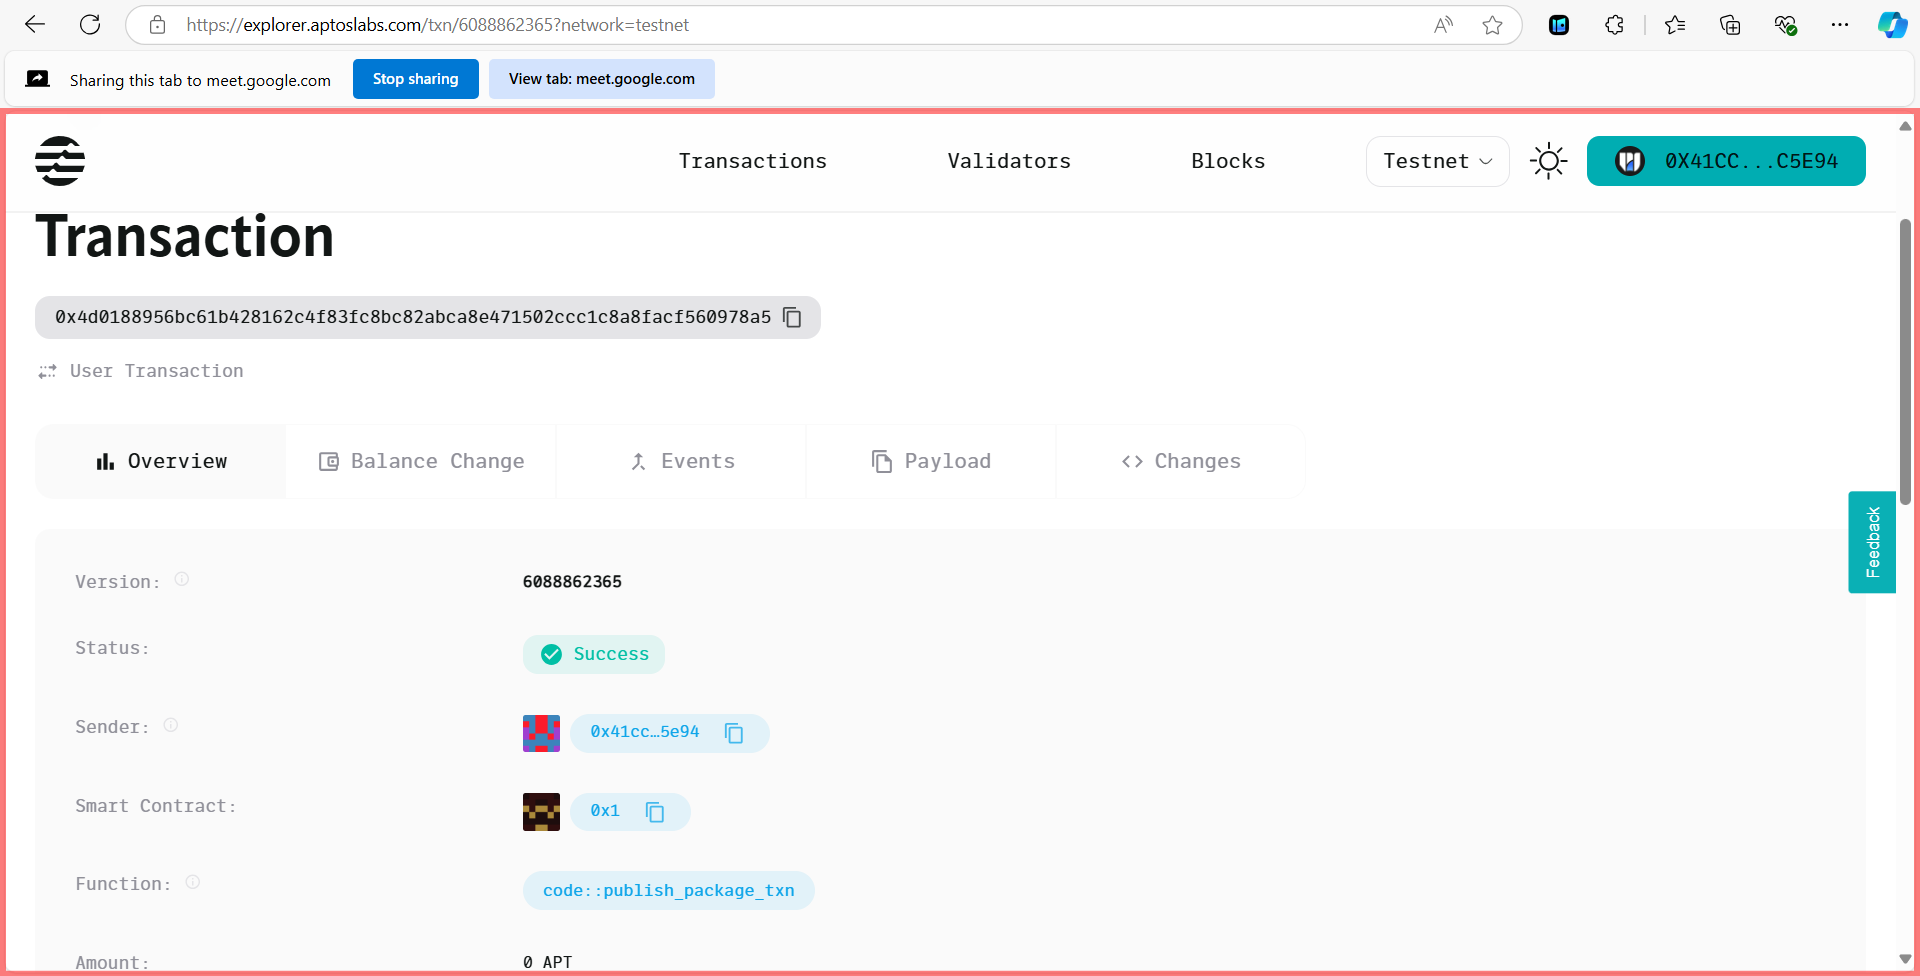 https://explorer.aptoslabs.com/txn/6088862365?network=testnet
Sharing this tab to meet.google.com
Stop sharing
View tab: meet.google.com
Transactions
Validators
Blocks
Testnet
0X41CC...C5E94
Transaction
0x4d0188956bc61b428162c4f83fc8bc82abca8e471502ccc1c8a8facf560978a5
User Transaction
Overview
Balance Change
Events
Payload
Changes
Feedback
Version:
6088862365
Status:
Success
Sender:
0x41cc…5e94
Smart Contract:
0x1
Function:
code::publish_package_txn
Amount:
0 APT